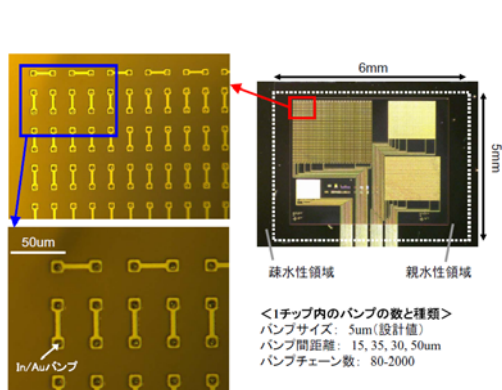 6mm
5mm
50um
In/Auバンプ
疎水性領域
親水性領域
＜1チップ内のバンプの数と種類＞
バンプサイズ： 5um（設計値）
バンプ間距離： 15, 35, 30, 50um
バンプチェーン数： 80-2000